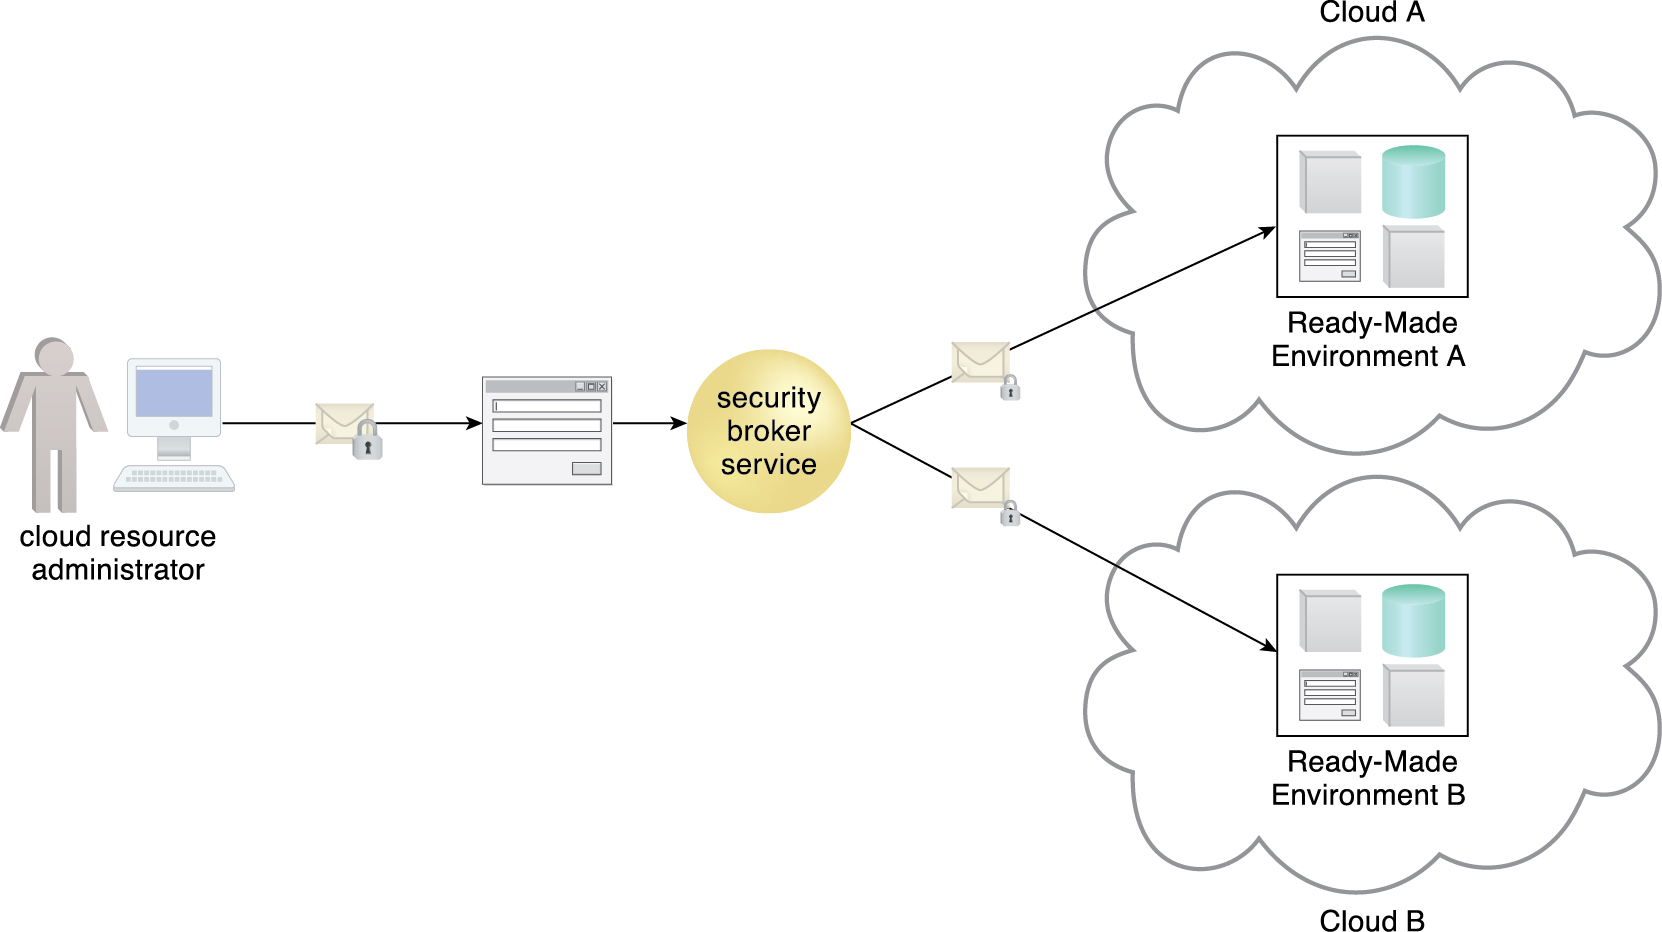 Cloud A
Ready-Made
Environment A
security
broker
service
cloud resource
administrator
Ready-Made
Environment B
Cloud B